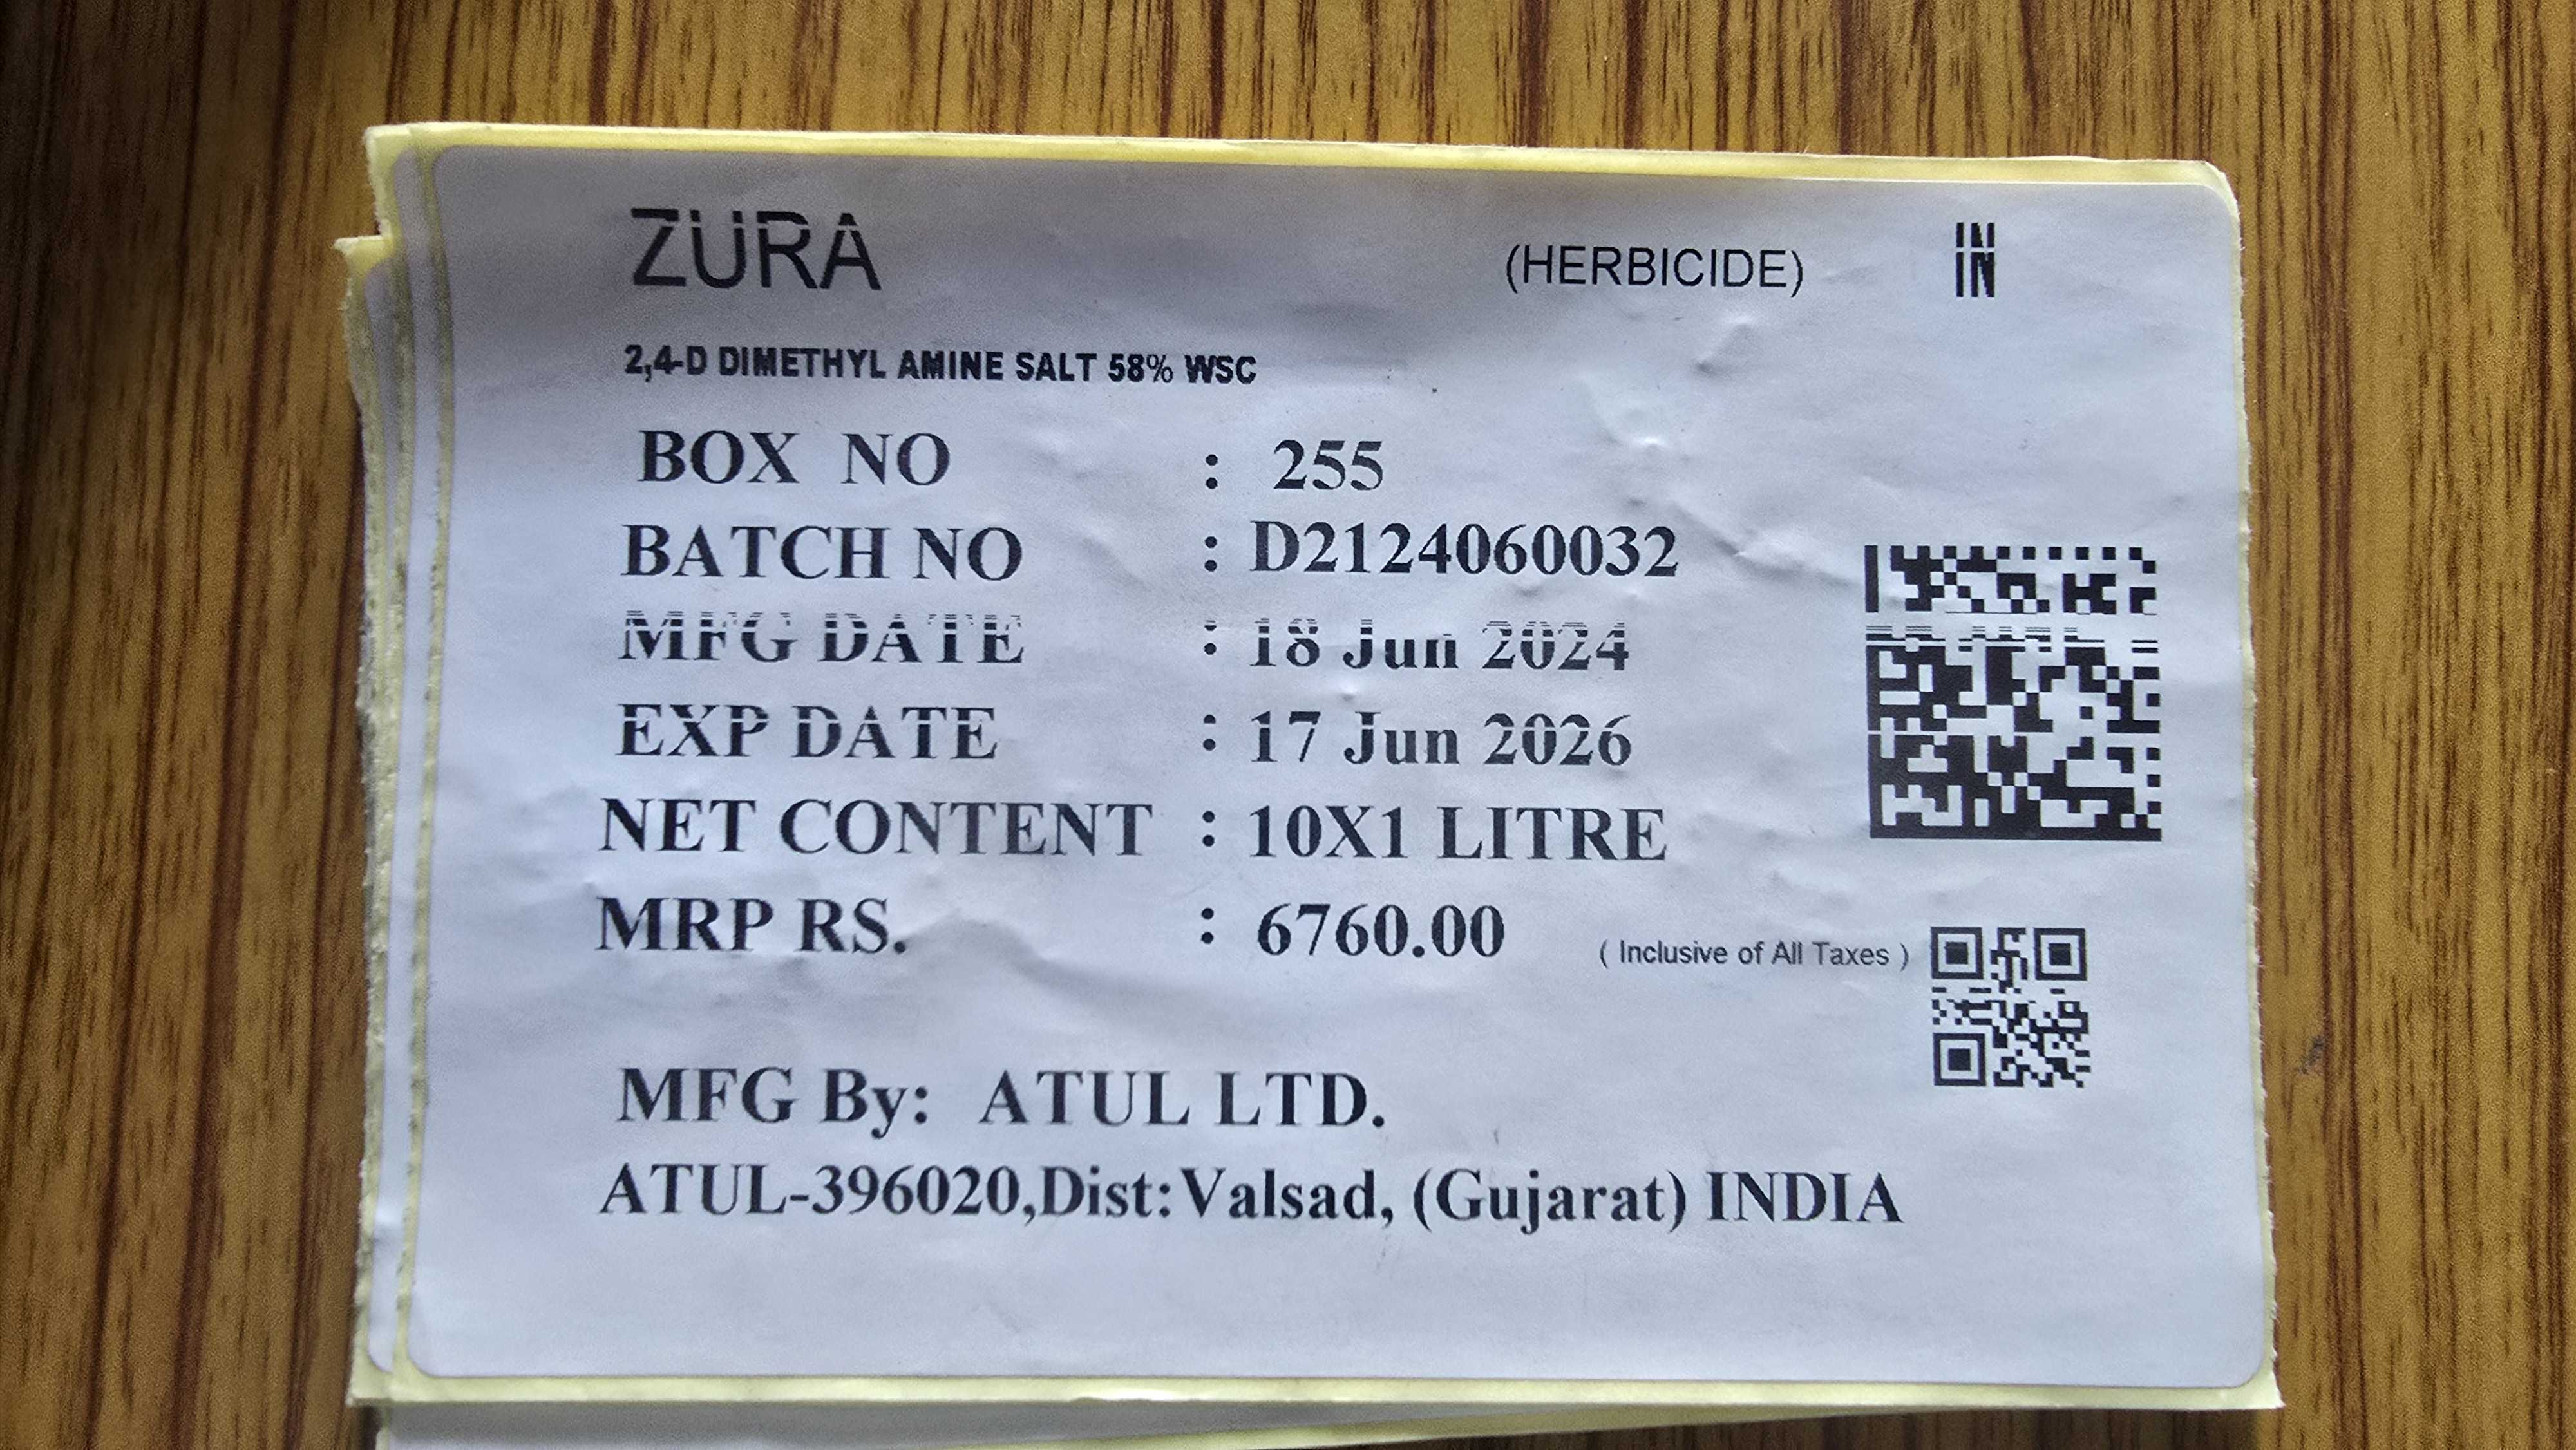 ZURA (HERBICIDE) IN
2,4-D DIMETHYL AMINE SALT 58% WSC
BOX NO : 255
BATCH NO : D2124060032
MFG DATE : 18 Jun 2024
EXP DATE : 17 Jun 2026
NET CONTENT : 10X1 LITRE
MRP RS. : 6760.00 ( Inclusive of All Taxes )
MFG By: ATUL LTD.
ATUL-396020,Dist:Valsad, (Gujarat) INDIA